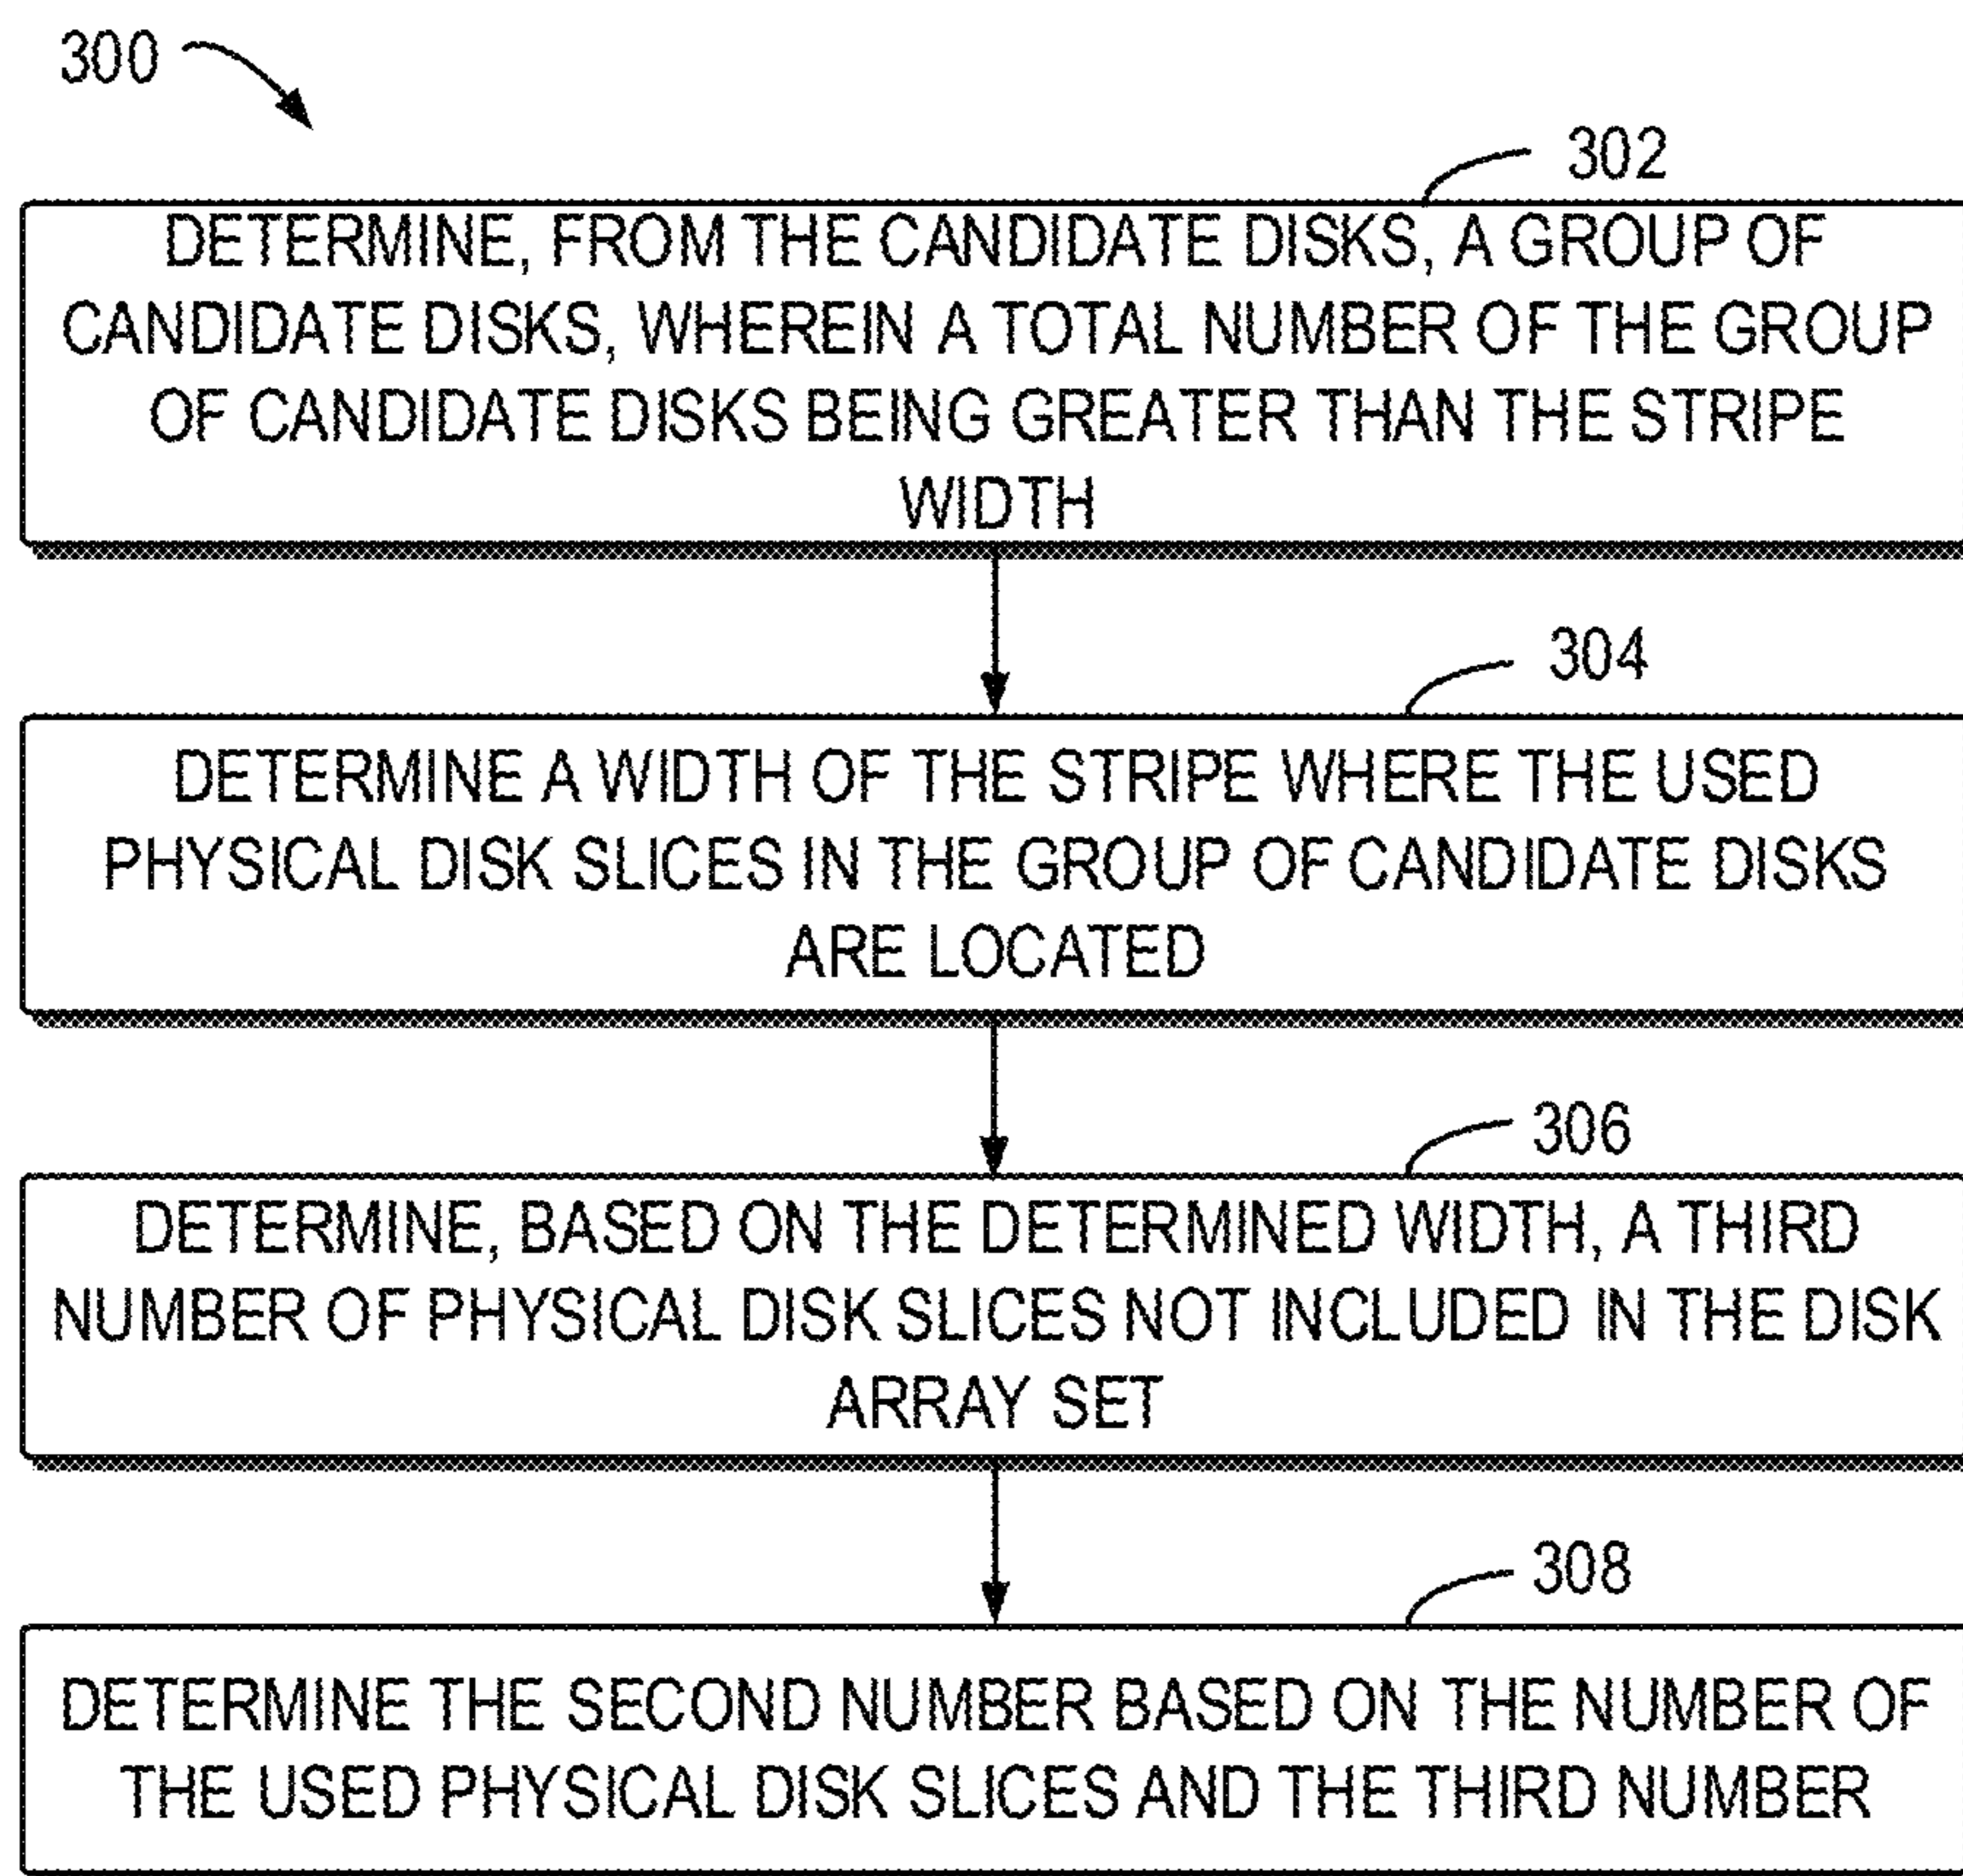 300
302
DETERMINE, FROM THE CANDIDATE DISKS, A GROUP OF
CANDIDATE DISKS, WHEREIN A TOTAL NUMBER OF THE GROUP
OF CANDIDATE DISKS BEING GREATER THAN THE STRIPE
WIDTH
304
DETERMINE A WIDTH OF THE STRIPE WHERE THE USED
PHYSICAL DISK SLICES IN THE GROUP OF CANDIDATE DISKS
ARE LOCATED
306
DETERMINE, BASED ON THE DETERMINED WIDTH, A THIRD
NUMBER OF PHYSICAL DISK SLICES NOT INCLUDED IN THE DISK
ARRAY SET
308
DETERMINE THE SECOND NUMBER BASED ON THE NUMBER OF
THE USED PHYSICAL DISK SLICES AND THE THIRD NUMBER